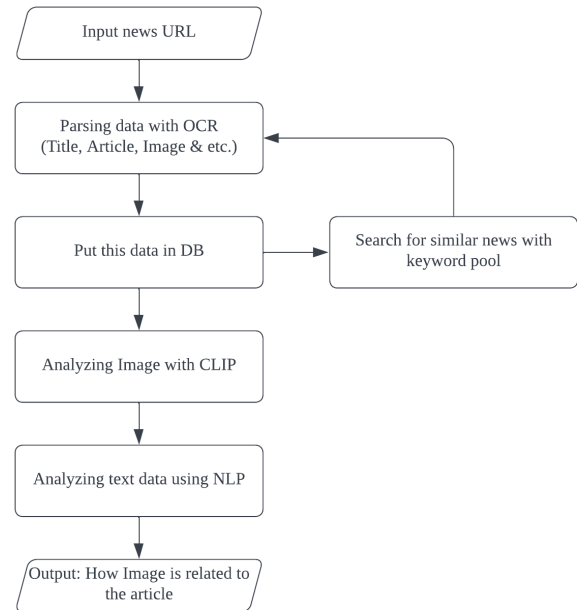 Input news URL
Parsing data with OCR
(Title, Article, Image & etc.)
Put this data in DB
Search for similar news with
keyword pool
Analyzing Image with CLIP
Analyzing text data using NLP
Output: How Image is related to
the article